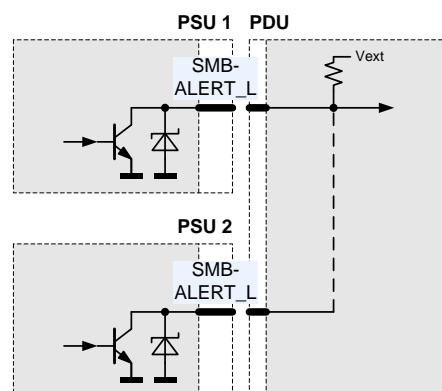 PSU 1 PDU
SMB-
ALERT_L
Vext
PSU 2
SMB-
ALERT_L